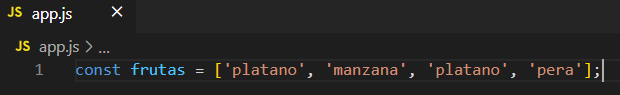 JS app.js ×
JS app.js > ...
1 const frutas = ['platano', 'manzana', 'platano', 'pera'];